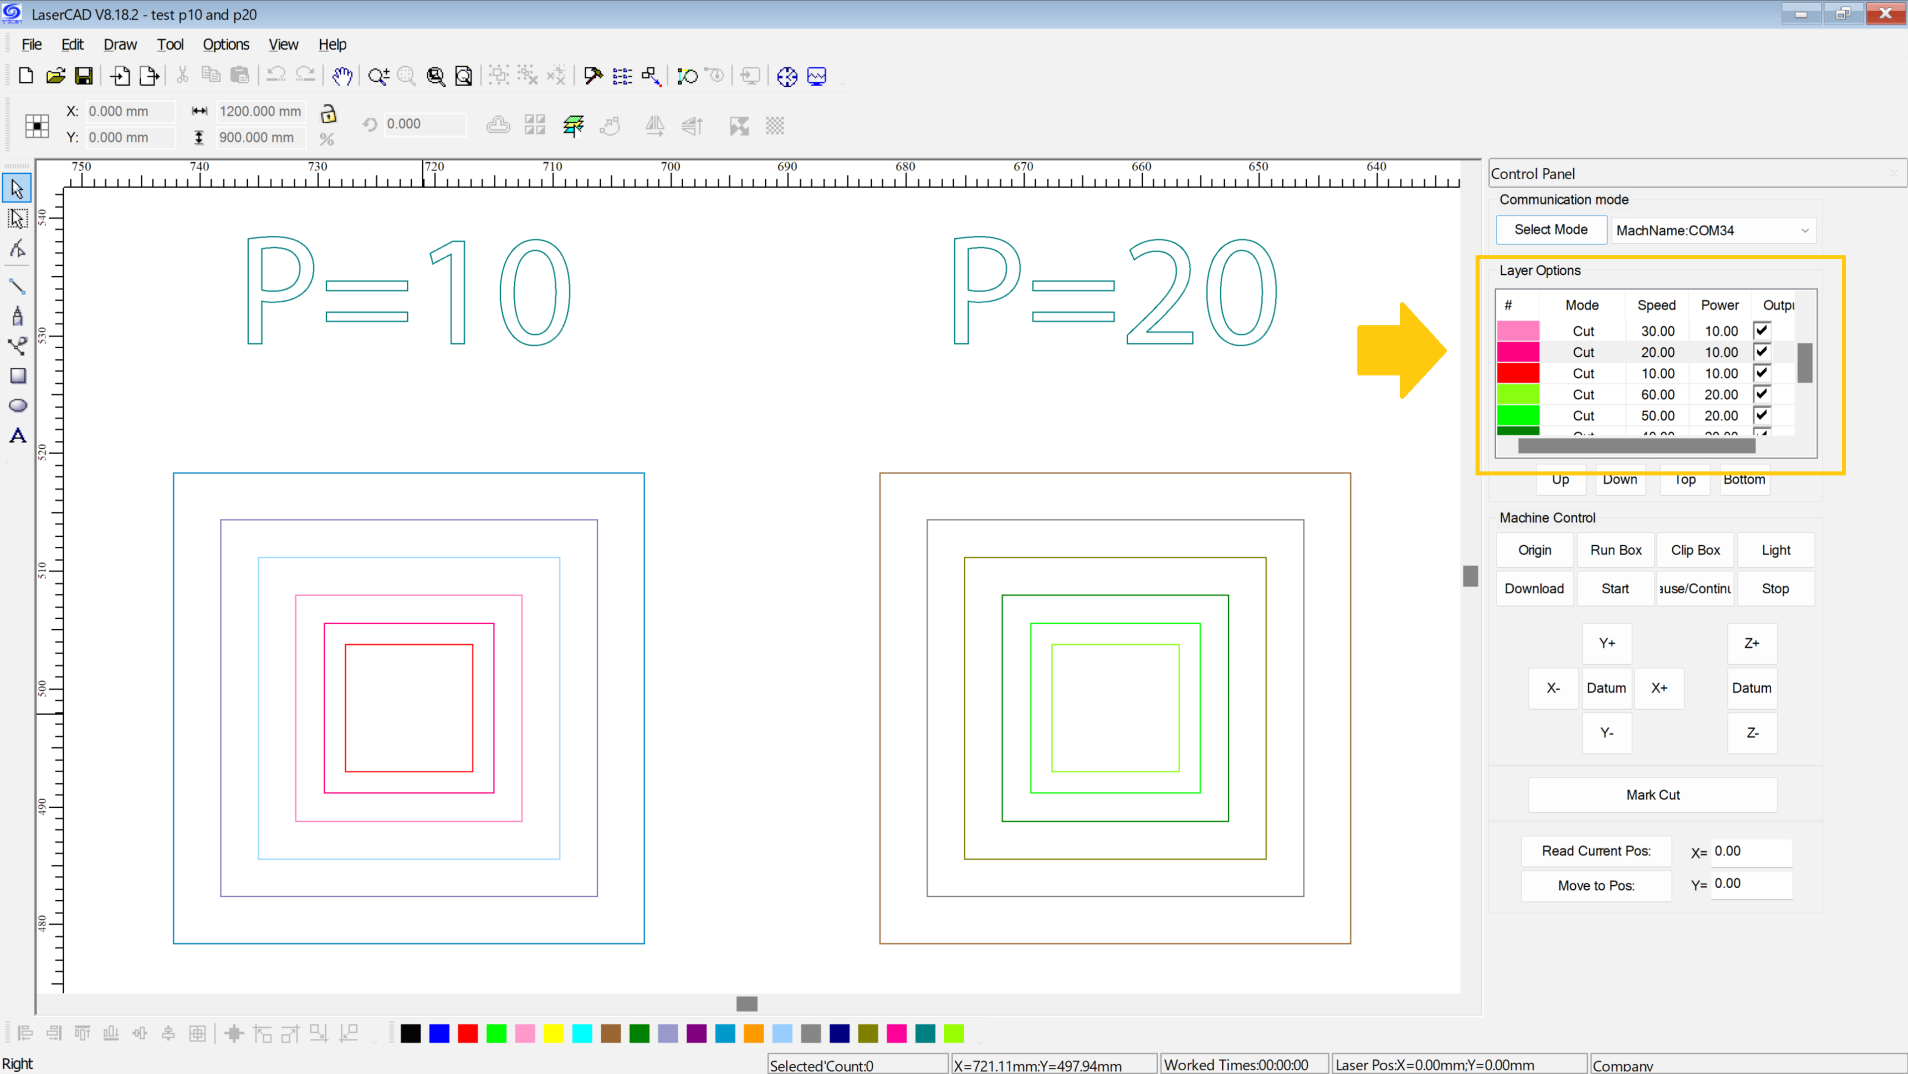 LaserCAD V8.18.2 - test p10 and p20
File Edit Draw Tool Options View Help
X: 0.000 mm 1200.000 mm 0.000
Y: 0.000 mm 900.000 mm %
750 740 730 720 710 700 690 680 670 660 650 640
540
530
520
510
500
490
480
P=10 P=20
Control Panel
Communication mode
Select Mode MachName:COM34
Layer Options
# Mode Speed Power Outpu
Cut 30.00 10.00
Cut 20.00 10.00
Cut 10.00 10.00
Cut 60.00 20.00
Cut 50.00 20.00
Up Down Top Bottom
Machine Control
Origin Run Box Clip Box Light
Download Start ause/Continu Stop
Y+ Z+
X- Datum X+ Datum
Y- Z-
Mark Cut
Read Current Pos: X= 0.00
Move to Pos: Y= 0.00
Right Selected'Count:0 X=721.11mm:Y=497.94mm Worked Times:00:00:00 Laser Pos:X=0.00mm;Y=0.00mm Company